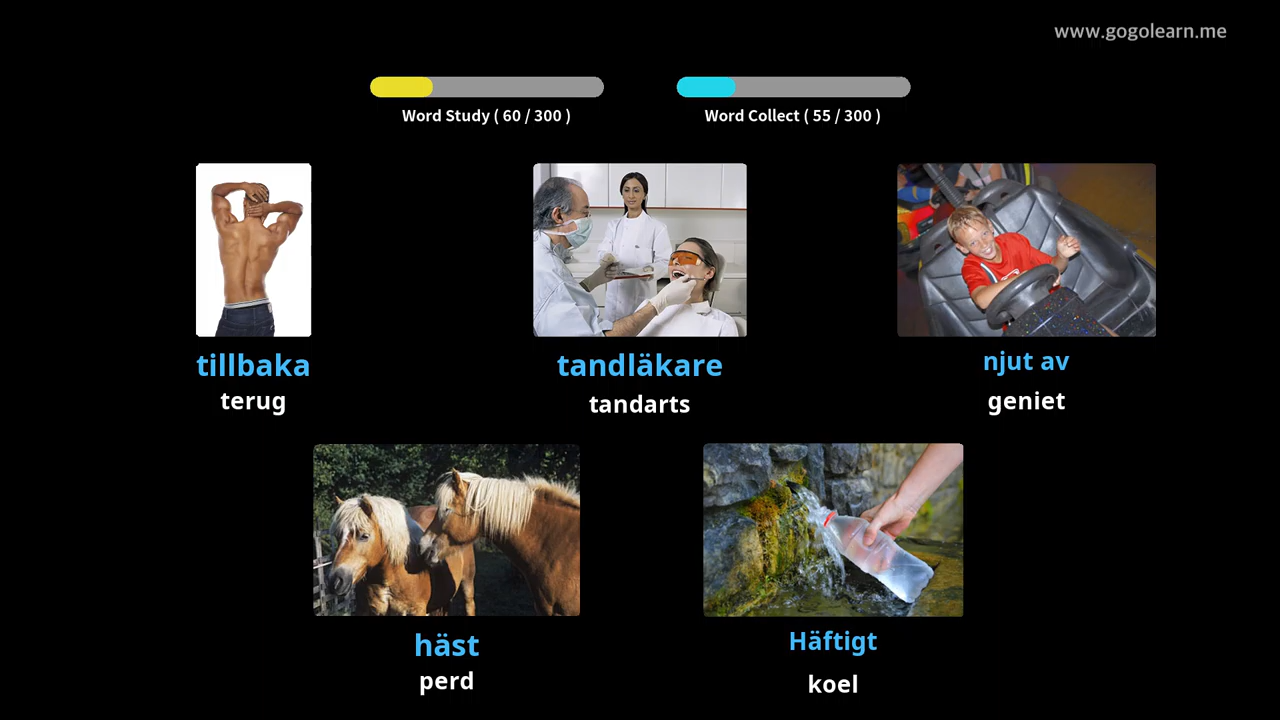 www.gogolearn.me
Word Study ( 60 / 300 )
Word Collect ( 55 / 300 )
tillbaka
terug
tandläkare
tandarts
njut av
geniet
häst
perd
Häftigt
koel